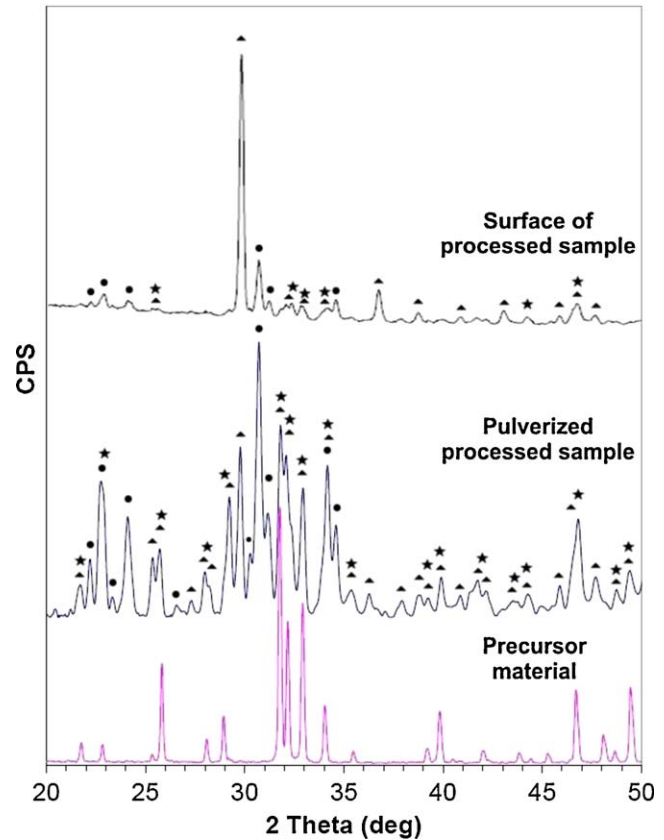 Surface of
processed sample
Pulverized
processed sample
Precursor
material
CPS
20 25 30 35 40 45 50
2 Theta (deg)